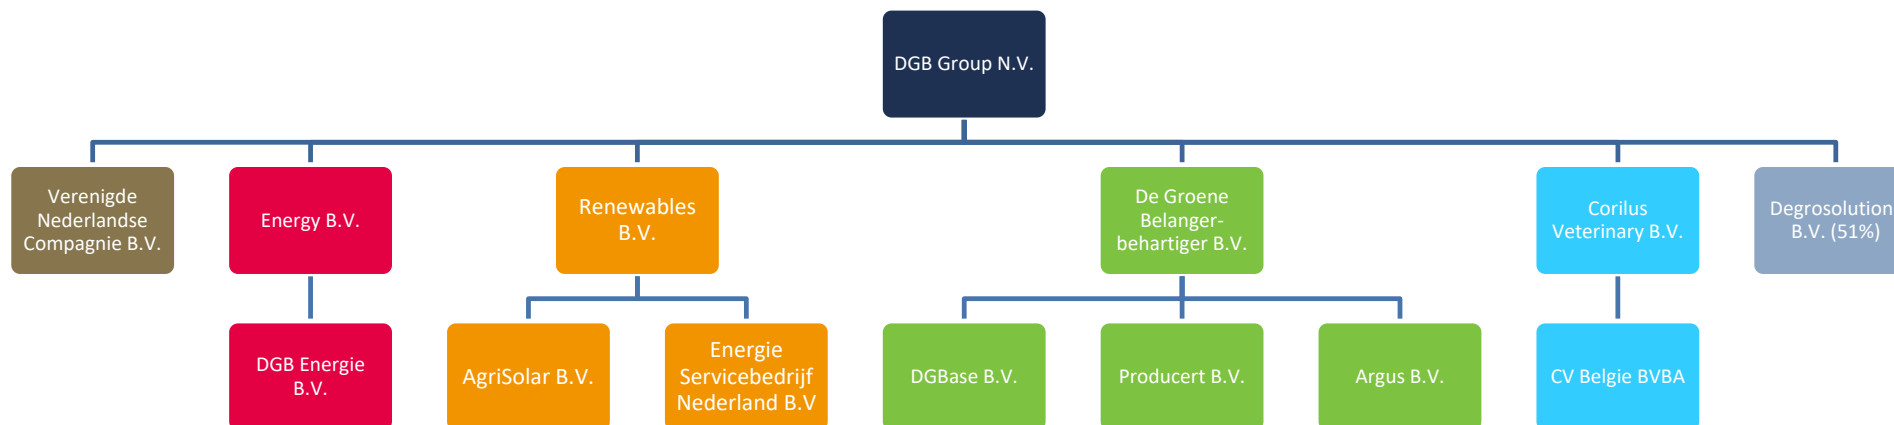 DGB Group N.V.
Verenigde
Nederlandse
Compagnie B.V.
Energy B.V.
Renewables
B.V.
De Groene
Belanger-
behartiger B.V.
Corilus
Veterinary B.V.
Degrosolution
B.V. (51%)
DGB Energie
B.V.
AgriSolar B.V.
Energie
Servicebedrijf
Nederland B.V
DGBase B.V.
Producert B.V.
Argus B.V.
CV Belgie BVBA